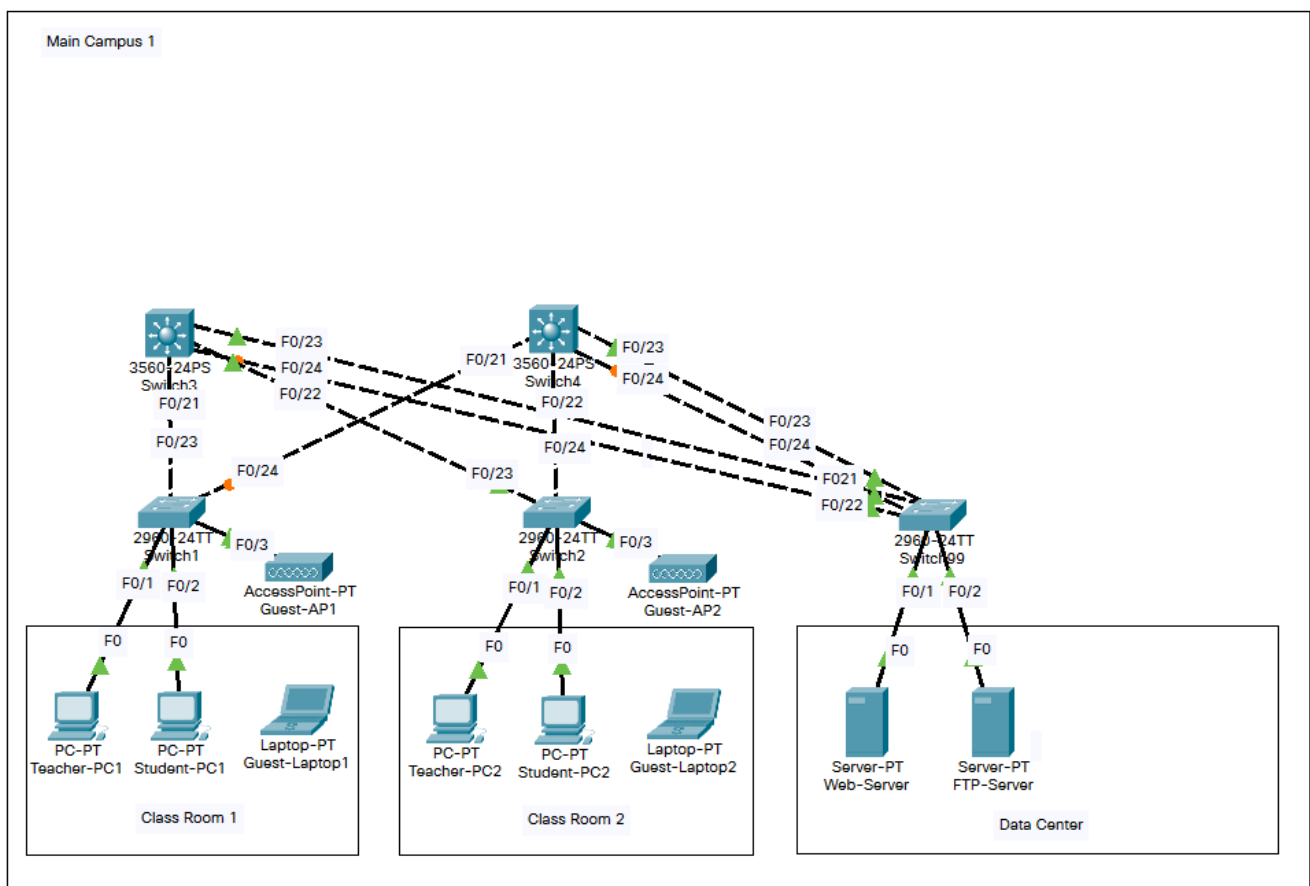 Main Campus 1
3560-24PS
Switch3
3560-24PS
Switch4
F0/23
F0/24
F0/22
F0/21
F0/23
F0/24
F0/21
F0/22
F0/23
F0/24
F0/23
F0/24
F0/23
F0/24
F021
F0/22
2960-24TT
Switch1
F0/3
2960-24TT
Switch2
F0/3
2960-24TT
Switch99
AccessPoint-PT
Guest-AP1
AccessPoint-PT
Guest-AP2
F0/1
F0/2
F0/1
F0/2
F0/1
F0/2
F0
F0
F0
F0
F0
F0
PC-PT
Teacher-PC1
PC-PT
Student-PC1
Laptop-PT
Guest-Laptop1
PC-PT
Teacher-PC2
PC-PT
Student-PC2
Laptop-PT
Guest-Laptop2
Server-PT
Web-Server
Server-PT
FTP-Server
Class Room 1
Class Room 2
Data Center